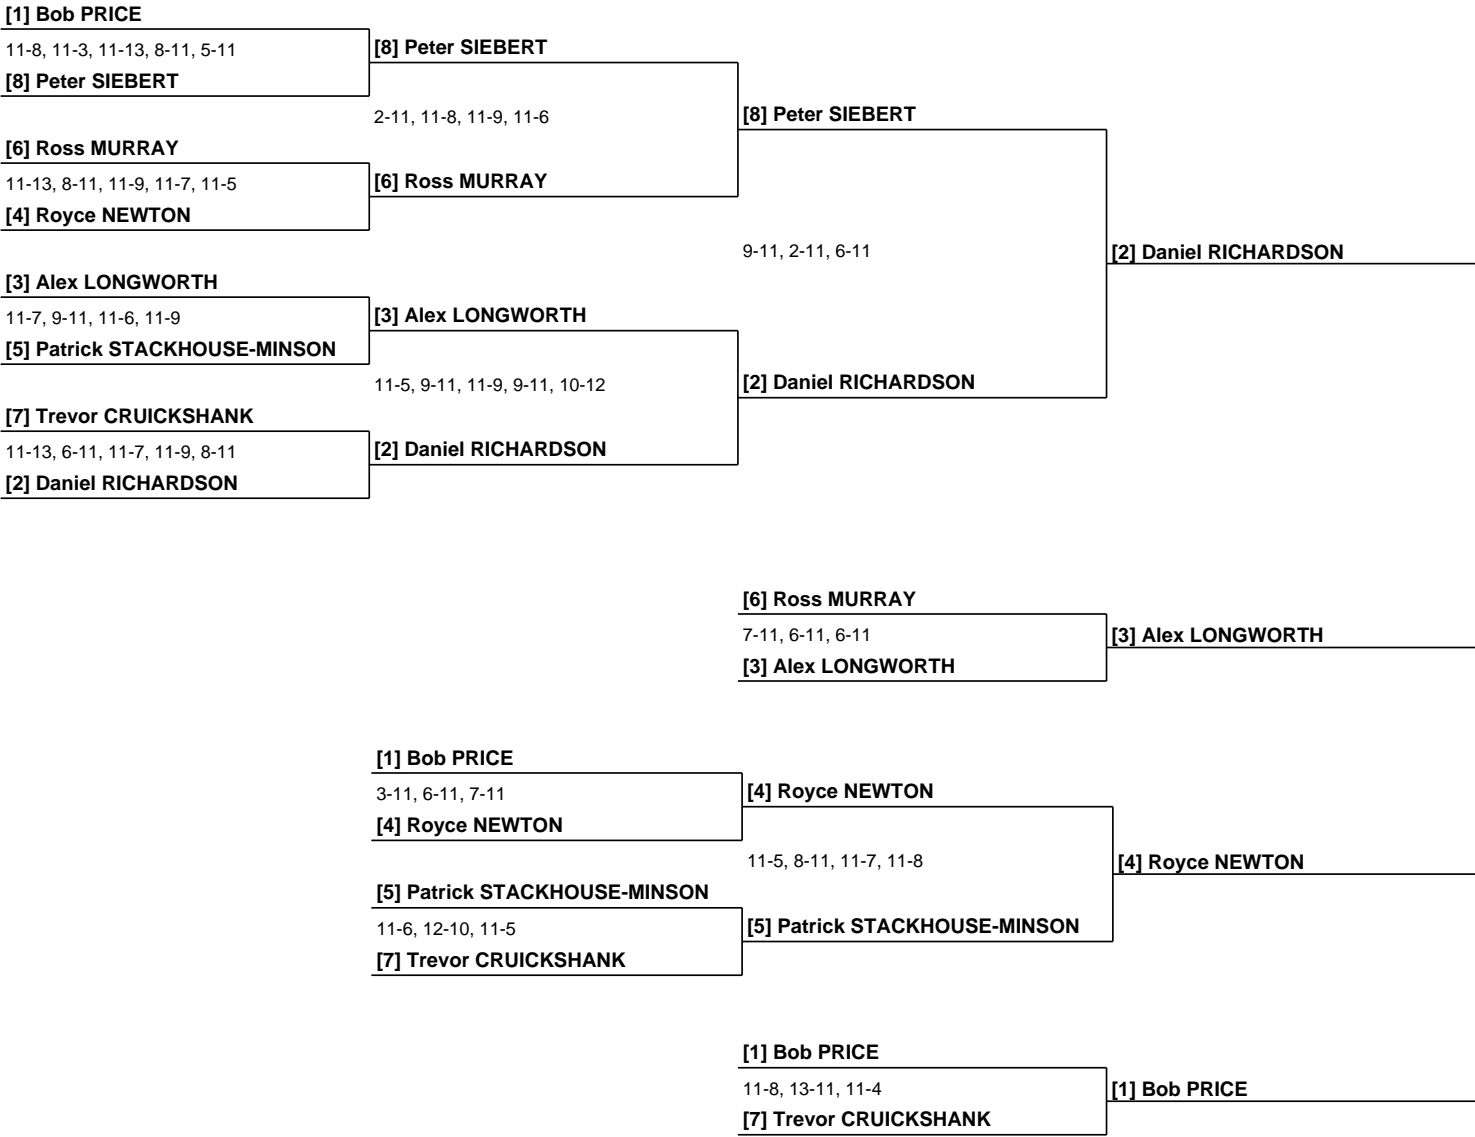 [1] Bob PRICE
11-8, 11-3, 11-13, 8-11, 5-11
[8] Peter SIEBERT
[8] Peter SIEBERT
2-11, 11-8, 11-9, 11-6
[8] Peter SIEBERT
[6] Ross MURRAY
11-13, 8-11, 11-9, 11-7, 11-5
[4] Royce NEWTON
[6] Ross MURRAY
9-11, 2-11, 6-11
[2] Daniel RICHARDSON
[3] Alex LONGWORTH
11-7, 9-11, 11-6, 11-9
[5] Patrick STACKHOUSE-MINSON
[3] Alex LONGWORTH
11-5, 9-11, 11-9, 9-11, 10-12
[2] Daniel RICHARDSON
[7] Trevor CRUICKSHANK
11-13, 6-11, 11-7, 11-9, 8-11
[2] Daniel RICHARDSON
[2] Daniel RICHARDSON
[6] Ross MURRAY
7-11, 6-11, 6-11
[3] Alex LONGWORTH
[3] Alex LONGWORTH
[1] Bob PRICE
3-11, 6-11, 7-11
[4] Royce NEWTON
[4] Royce NEWTON
11-5, 8-11, 11-7, 11-8
[4] Royce NEWTON
[5] Patrick STACKHOUSE-MINSON
11-6, 12-10, 11-5
[7] Trevor CRUICKSHANK
[5] Patrick STACKHOUSE-MINSON
[1] Bob PRICE
11-8, 13-11, 11-4
[7] Trevor CRUICKSHANK
[1] Bob PRICE